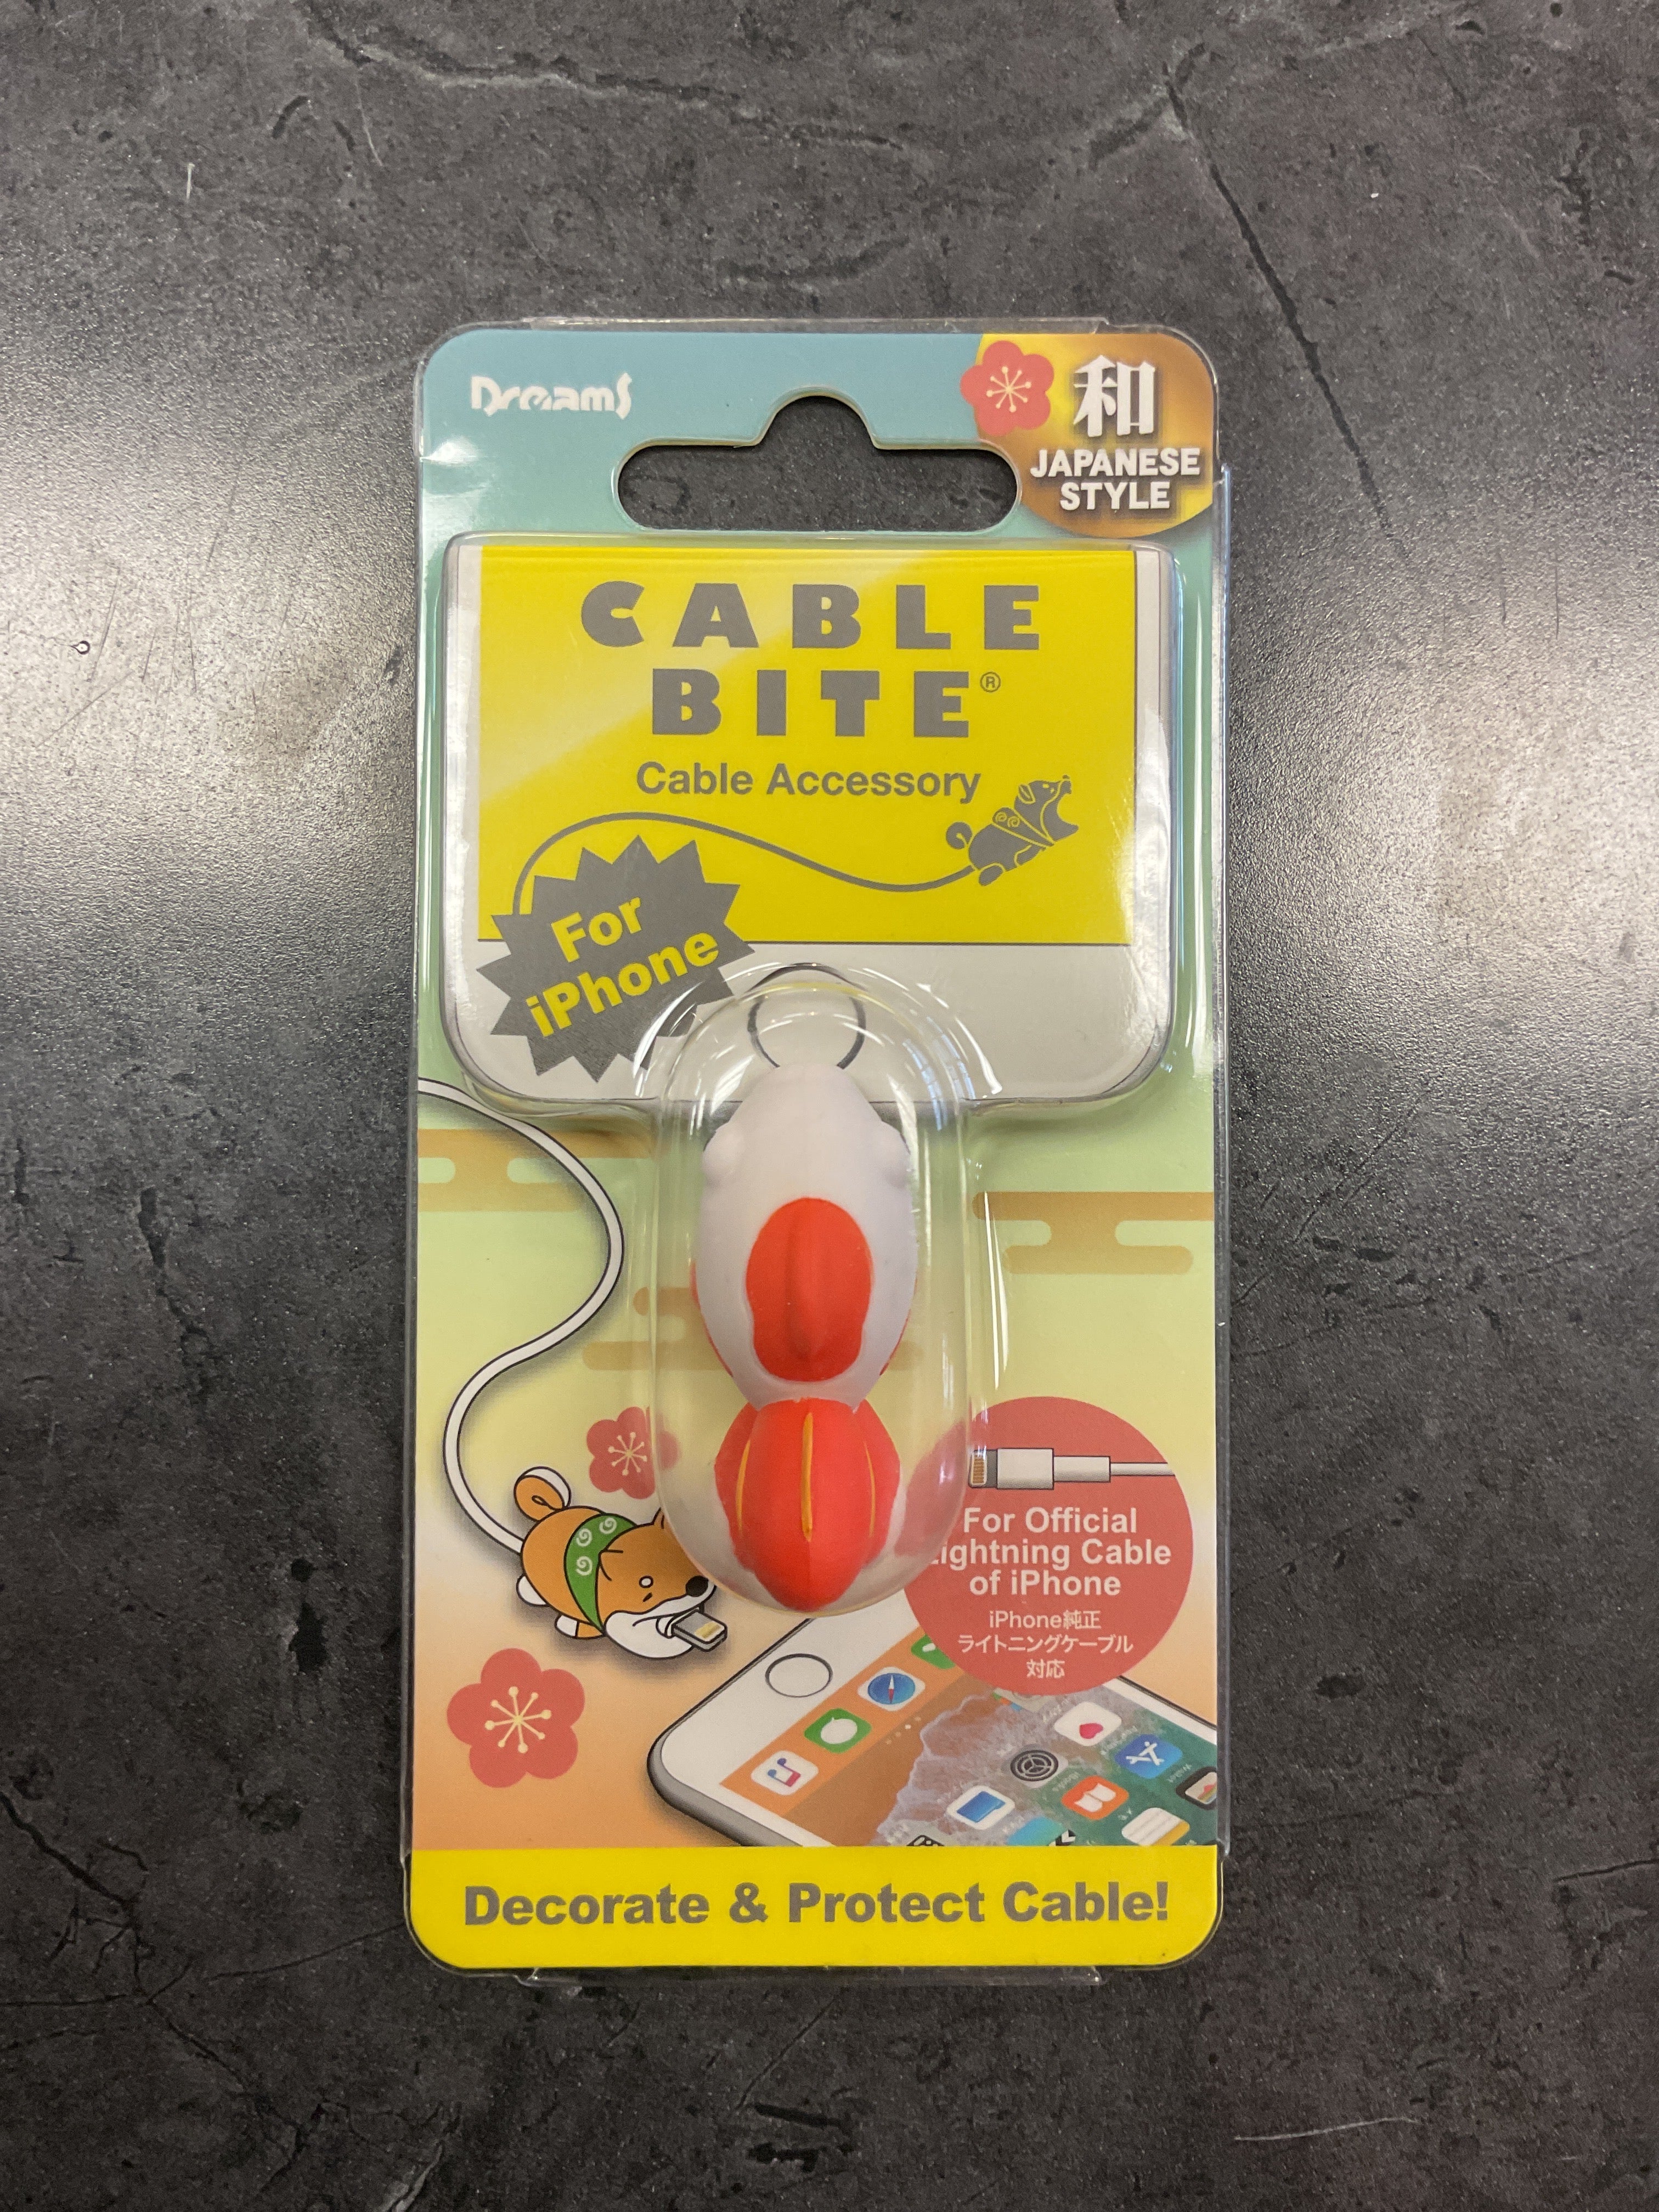 Dreams
和
JAPANESE
STYLE
CABLE
BITE®
Cable Accessory
For
iPhone
For Official
Lightning Cable
of iPhone
iPhone純正
ライトニングケーブル
対応
Decorate & Protect Cable!